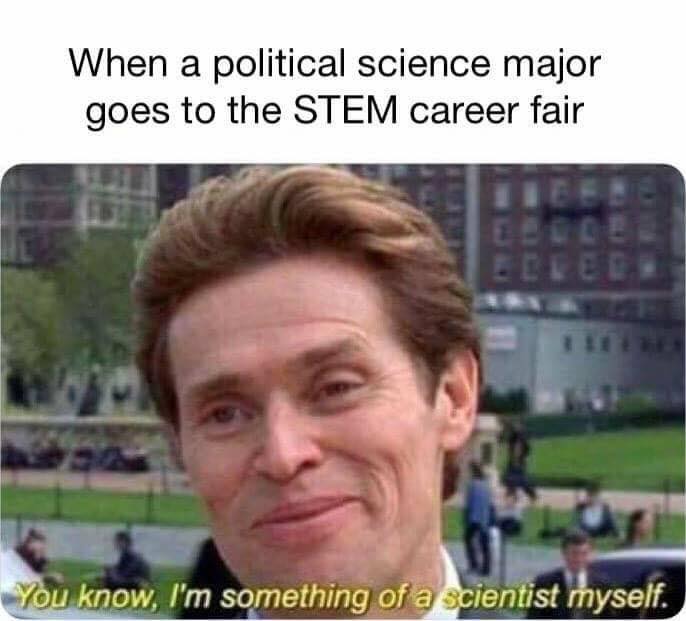 When a political science major
goes to the STEM career fair
You know, I'm something of a scientist myself.